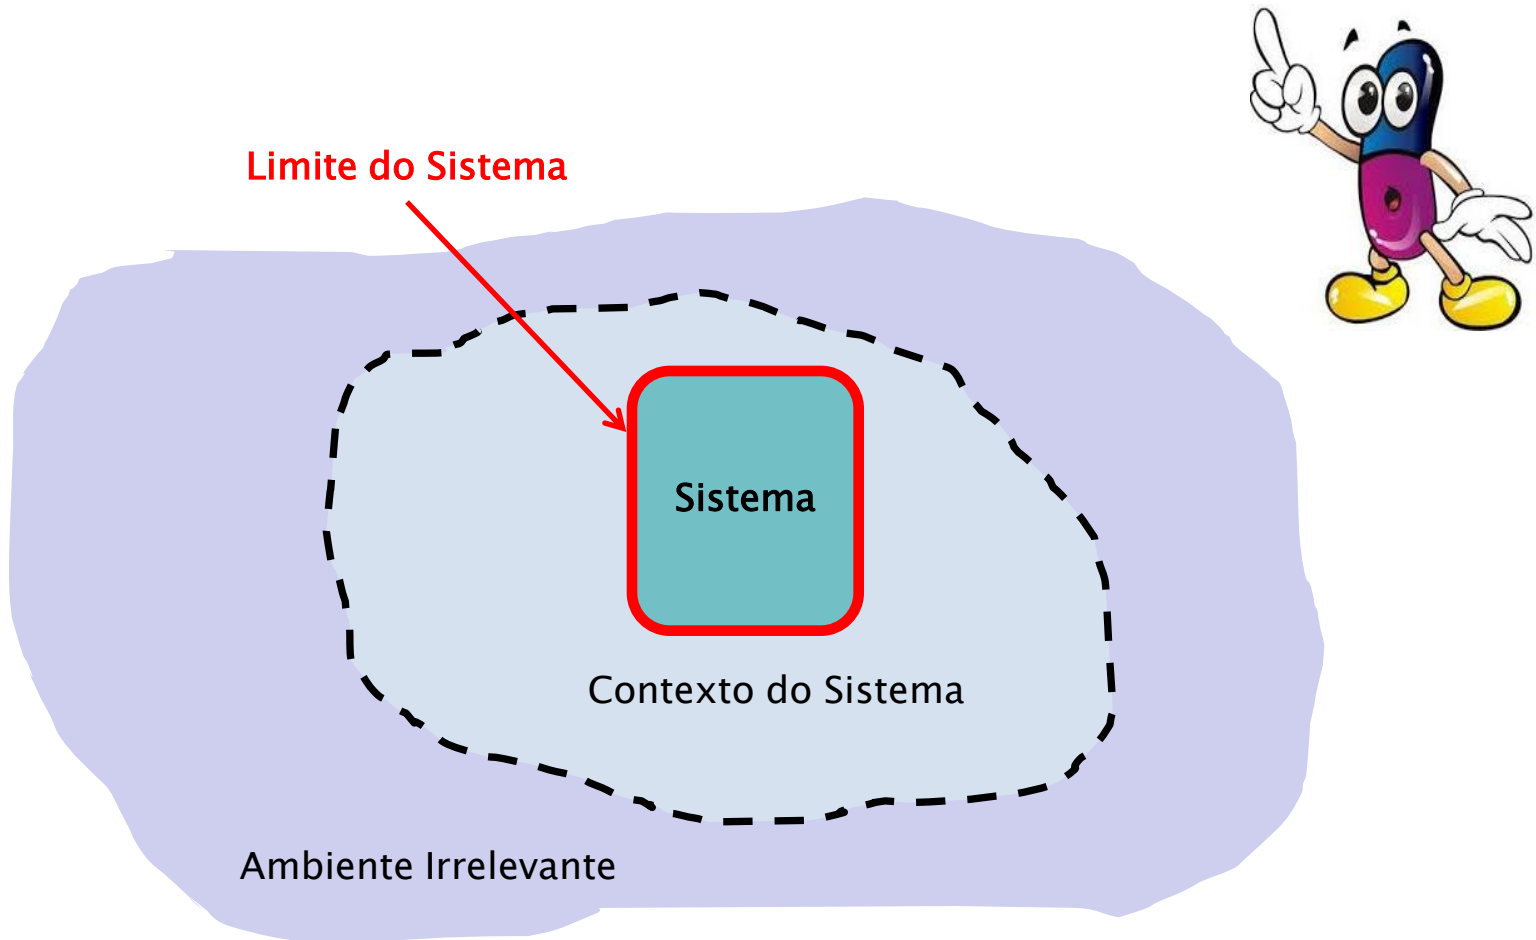 Limite do Sistema
Sistema
Contexto do Sistema
Ambiente Irrelevante